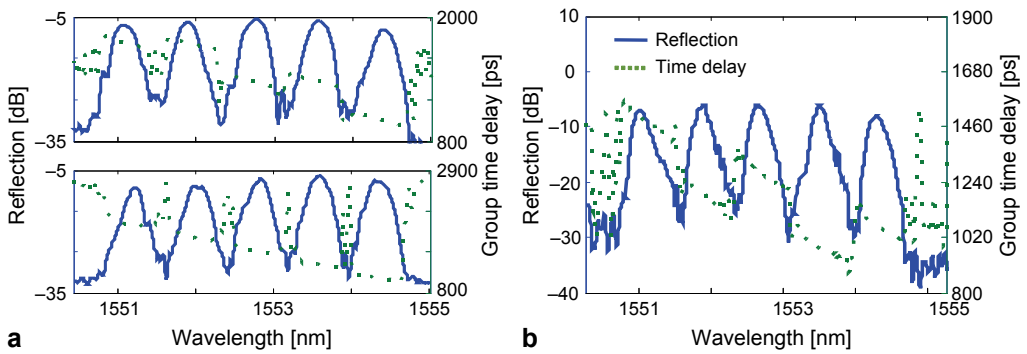 −5
2000
−35
800
−5
2900
−35
800
1551
1553
1555
Reflection [dB]
Group time delay [ps]
Wavelength [nm]
a
10
0
−10
−20
−30
−40
1900
1680
1460
1240
1020
800
Reflection
Time delay
1551
1553
1555
Reflection [dB]
Group time delay [ps]
Wavelength [nm]
b